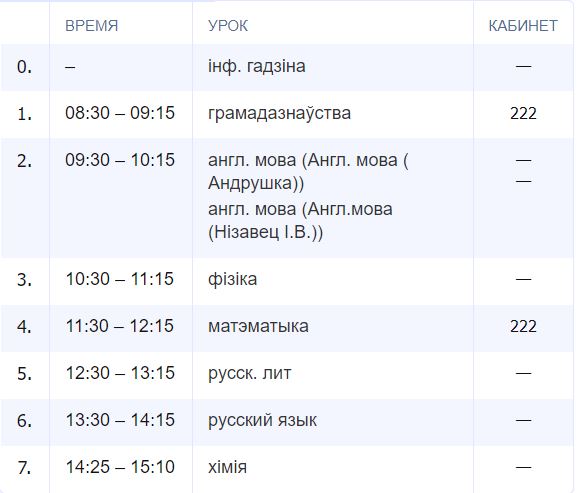 ВРЕМЯ УРОК КАБИНЕТ
0. – інф. гадзіна —
1. 08:30 – 09:15 грамадазнаўства 222
2. 09:30 – 10:15 англ. мова (Англ. мова ( —
Андрушка)) —
англ. мова (Англ.мова
(Нізавец І.В.))
3. 10:30 – 11:15 фізіка —
4. 11:30 – 12:15 матэматыка 222
5. 12:30 – 13:15 русск. лит —
6. 13:30 – 14:15 русский язык —
7. 14:25 – 15:10 хімія —